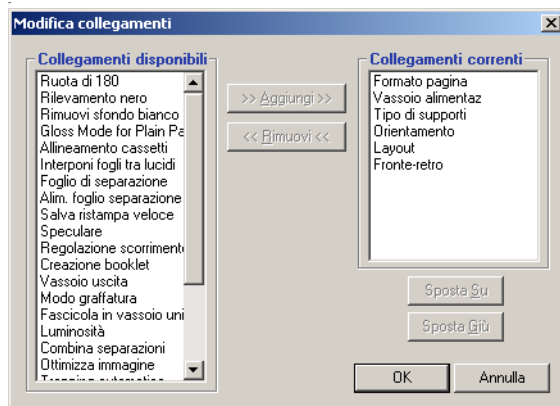 Modifica collegamenti
Collegamenti disponibili
Ruota di 180
Rilevamento nero
Rimuovi sfondo bianco
Gloss Mode for Plain Pa
Allineamento cassetti
Interponi fogli tra lucidi
Foglio di separazione
Alim. foglio separazione
Salva ristampa veloce
Speculare
Regolazione scorriment
Creazione booklet
Vassoio uscita
Modo graffatura
Fascicola in vassoio uni
Luminosità
Combina separazioni
Ottimizza immagine
Trapping automatico
>> Aggiungi >>
<< Rimuovi <<
Collegamenti correnti
Formato pagina
Vassoio alimentaz
Tipo di supporti
Orientamento
Layout
Fronte-retro
Sposta Su
Sposta Giù
OK
Annulla